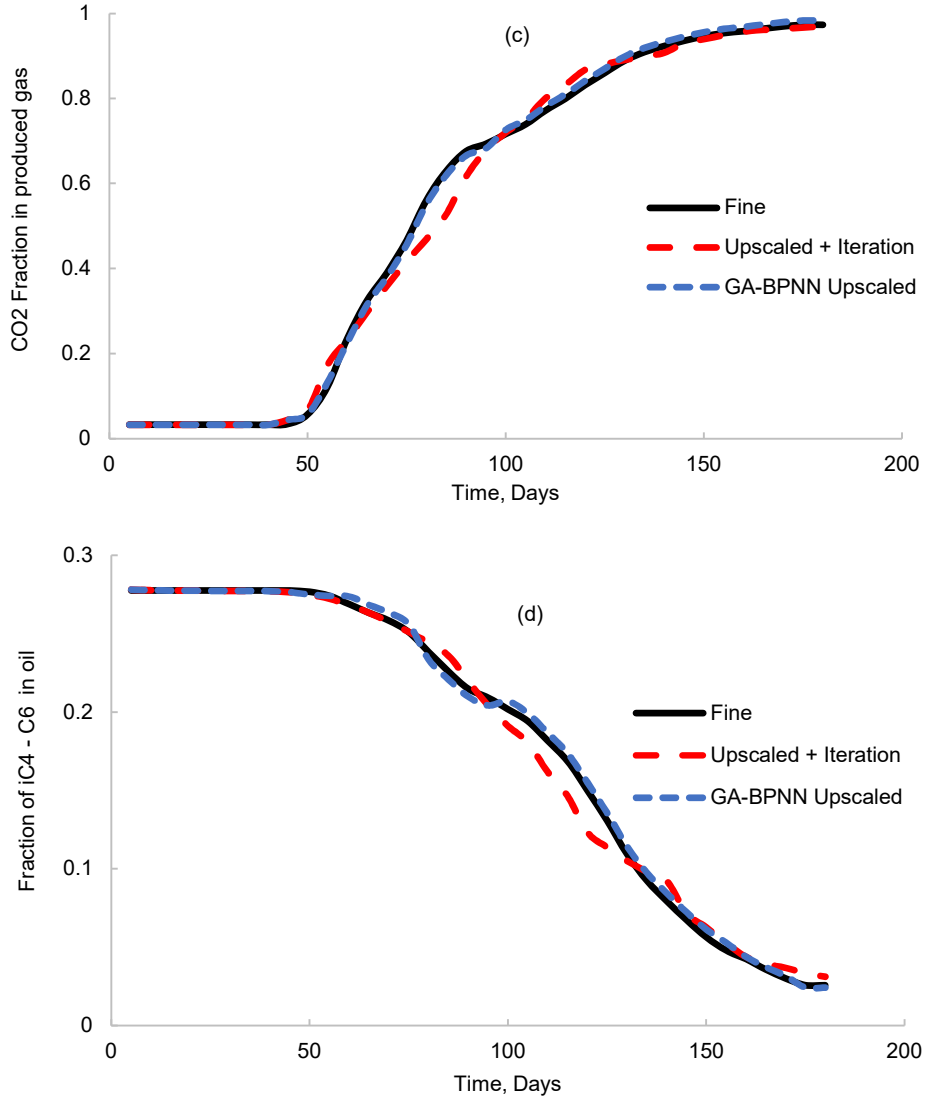 (c)
1
0.8
0.6
0.4
0.2
0
CO2 Fraction in produced gas
Fine
Upscaled + Iteration
GA-BPNN Upscaled
0 50 100 150 200
Time, Days
(d)
0.3
0.2
0.1
0
Fraction of iC4 - C6 in oil
Fine
Upscaled + Iteration
GA-BPNN Upscaled
0 50 100 150 200
Time, Days